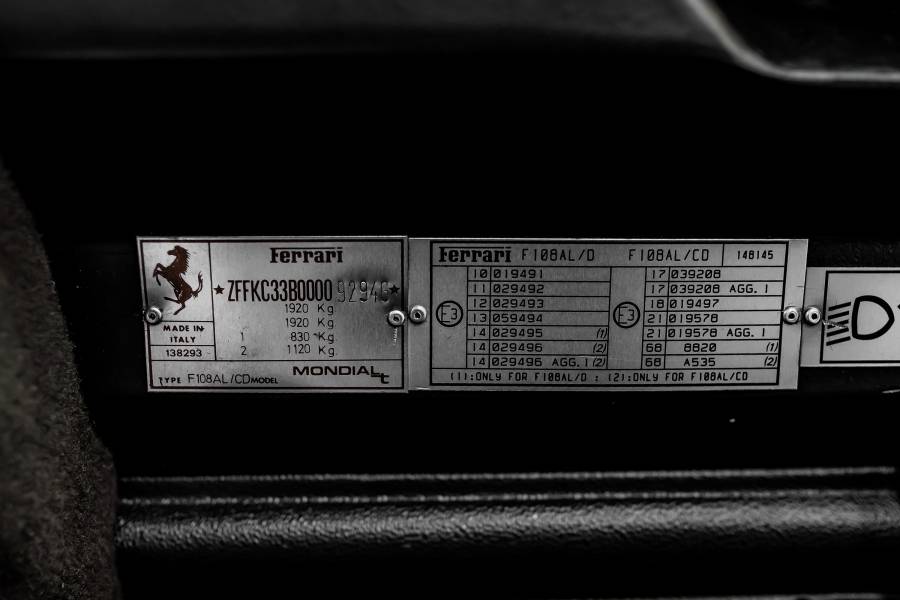 Ferrari
★ZFFKC33B0000
1920 Kg
1920 Kg
1 830 Kg
2 1120 Kg
MADE IN
ITALY
138293
TYPE F108AL/CD MODEL MONDIAL t
Ferrari F108AL/D F108AL/CD 148145
10 019491 17 039208
11 029492 17 039208 AGG. 1
12 029493 18 019497
E3 13 059494 E3 21 019578
14 029495 (1) 21 019578 AGG. 1
14 029496 (2) 68 8820 (1)
14 029496 AGG. 1 (2) 68 A535 (2)
(1):ONLY FOR F108AL/D ; (2):ONLY FOR F108AL/CD